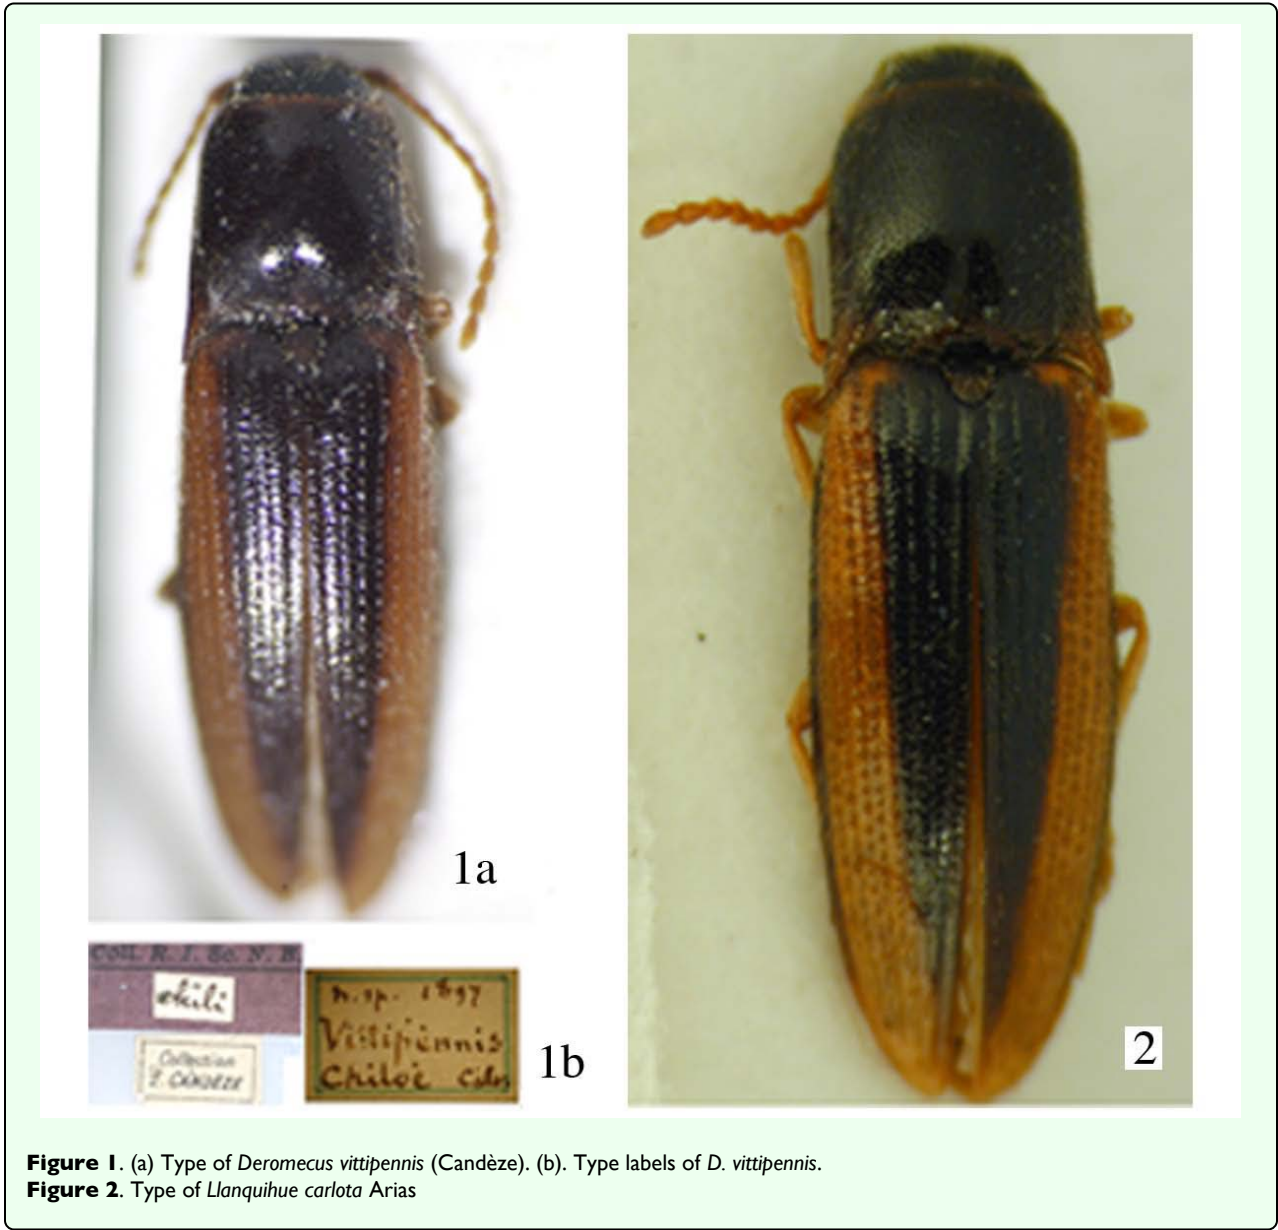 1a
Coll. R. I. Sc. N. B.
chili
Collection
E. CANDEZE
n. sp. 1897
Vittipennis
Chiloë
1b
2
Figure 1. (a) Type of Deromecus vittipennis (Candèze). (b). Type labels of D. vittipennis.
Figure 2. Type of Llanquihue carlota Arias